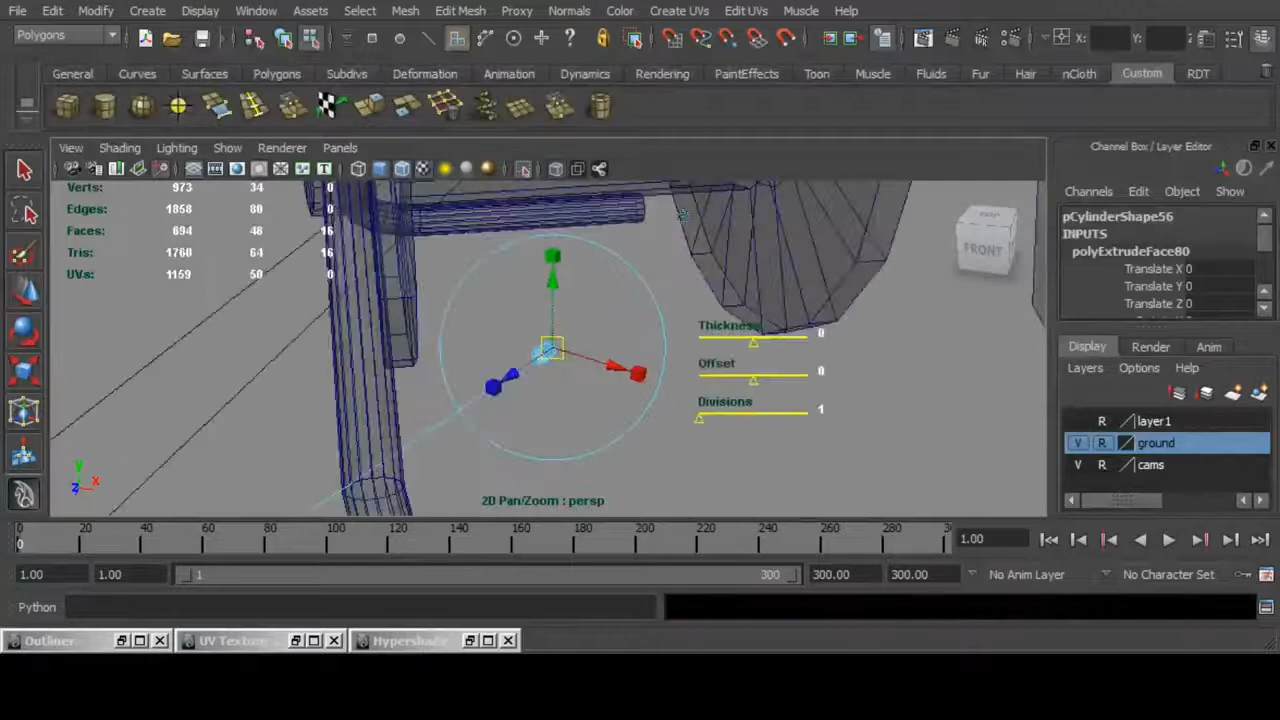 File Edit Modify Create Display Window Assets Select Mesh Edit Mesh Proxy Normals Color Create UVs Edit UVs Muscle Help
Polygons X: Y: Z
General Curves Surfaces Polygons Subdivs Deformation Animation Dynamics Rendering PaintEffects Toon Muscle Fluids Fur Hair nCloth Custom RDT
View Shading Lighting Show Renderer Panels
Channel Box / Layer Editor
Channels Edit Object Show
Verts: 973 34 0
Edges: 1858 80 0
Faces: 894 48 16
Tris: 1760 64 16
UVs: 1159 50 0
TOP
FRONT
pCylinderShape56
INPUTS
polyExtrudeFace80
Translate X 0
Translate Y 0
Translate Z 0
Thickness 0
Offset 0
Divisions 1
Display Render Anim
Layers Options Help
R layer1
V R ground
V R cams
y
x
z
2D Pan/Zoom : persp
0 20 40 60 80 100 120 140 160 180 200 220 240 260 280
0
1.00
1.00 1.00 1 300 300.00 300.00 No Anim Layer No Character Set
Python
Outliner UV Textu Hypershade